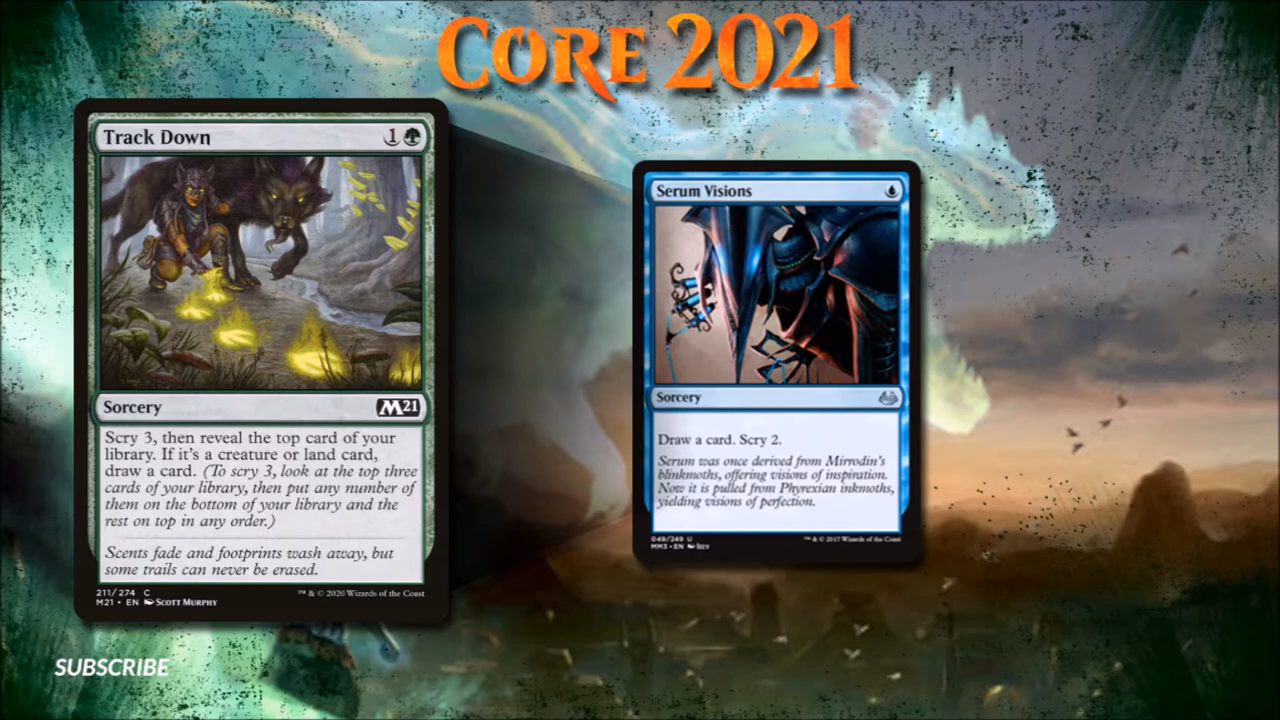 CORE 2021
Track Down 1
Sorcery M21
Scry 3, then reveal the top card of your
library. If it's a creature or land card,
draw a card. (To scry 3, look at the top three
cards of your library, then put any number of
them on the bottom of your library and the
rest on top in any order.)
Scents fade and footprints wash away, but
some trails can never be erased.
211/274 C
M21 • EN SCOTT MURPHY ™ & © 2020 Wizards of the Coast
Serum Visions
Sorcery
Draw a card. Scry 2.
Serum was once derived from Mirrodin's
blinkmoths, offering visions of inspiration.
Now it is pulled from Phyrexian inkmoths,
yielding visions of perfection.
049/249 U
MM3 • EN IZZY ™ & © 2017 Wizards of the Coast
SUBSCRIBE